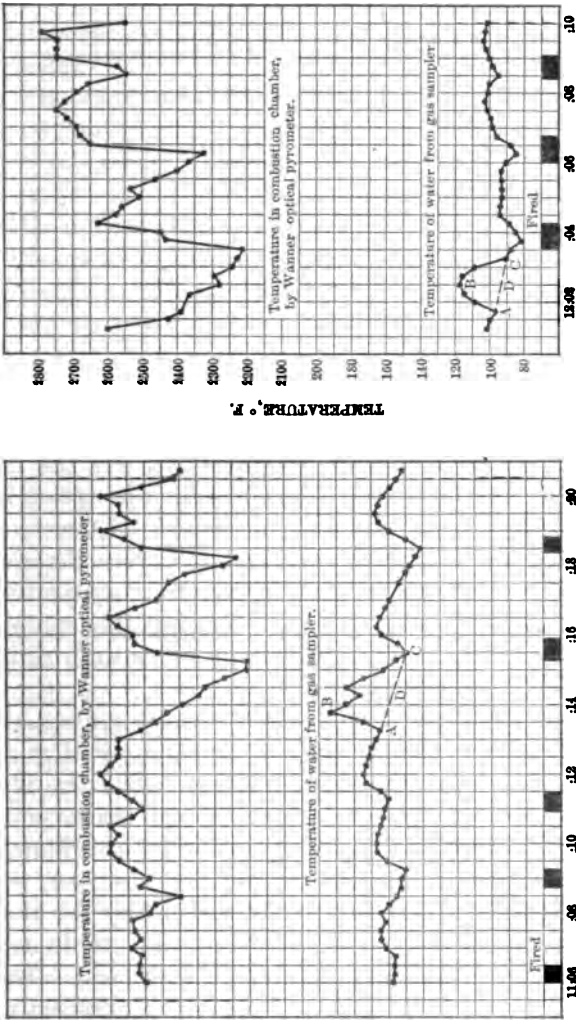 Temperature in combustion chamber, by Wanner optical pyrometer
Temperature of water from gas sampler.
A
B
C
D
Fired
11:06
:08
:10
:12
:14
:16
:18
:20
TEMPERATURE, °F.
2800
2700
2600
2500
2400
2300
2200
2100
200
180
160
140
120
100
80
Temperature in combustion chamber,
by Wanner optical pyrometer.
Temperature of water from gas sampler
A
B
C
D
Fired
12:02
:04
:06
:08
:10